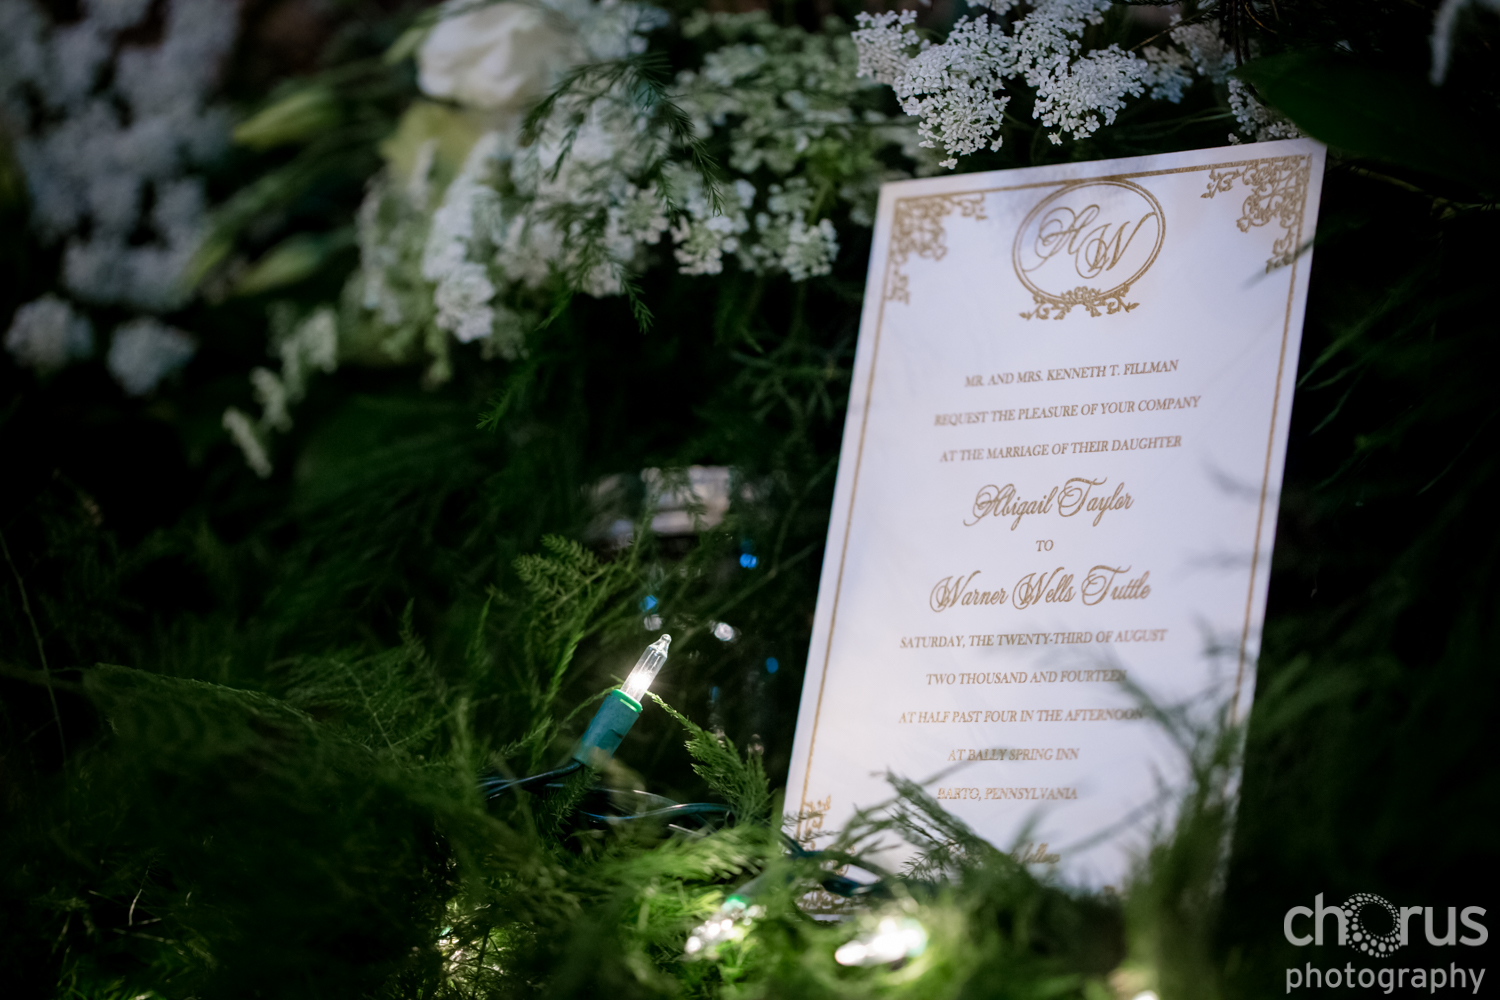 AW
MR. AND MRS. KENNETH T. FILLMAN
REQUEST THE PLEASURE OF YOUR COMPANY
AT THE MARRIAGE OF THEIR DAUGHTER
Abigail Taylor
TO
Warner Wells Tuttle
SATURDAY, THE TWENTY-THIRD OF AUGUST
TWO THOUSAND AND FOURTEEN
AT HALF PAST FOUR IN THE AFTERNOON
AT BALLY SPRING INN
BARTO, PENNSYLVANIA
chorus
photography